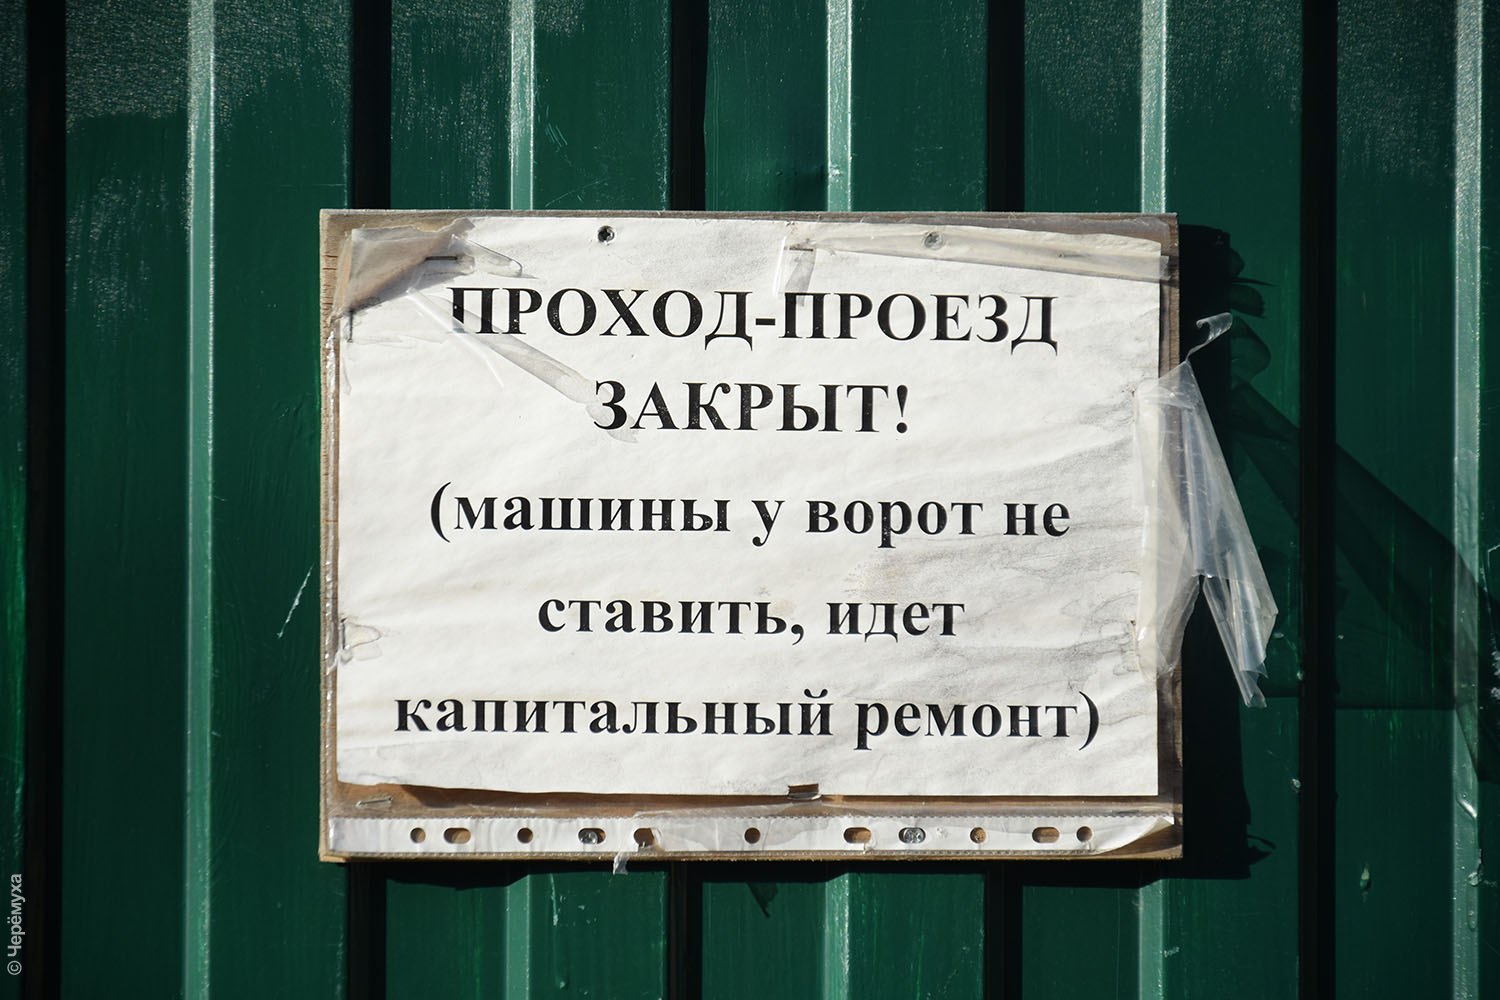 ПРОХОД-ПРОЕЗД
ЗАКРЫТ!
(машины у ворот не
ставить, идет
капитальный ремонт)
© Черёмуха